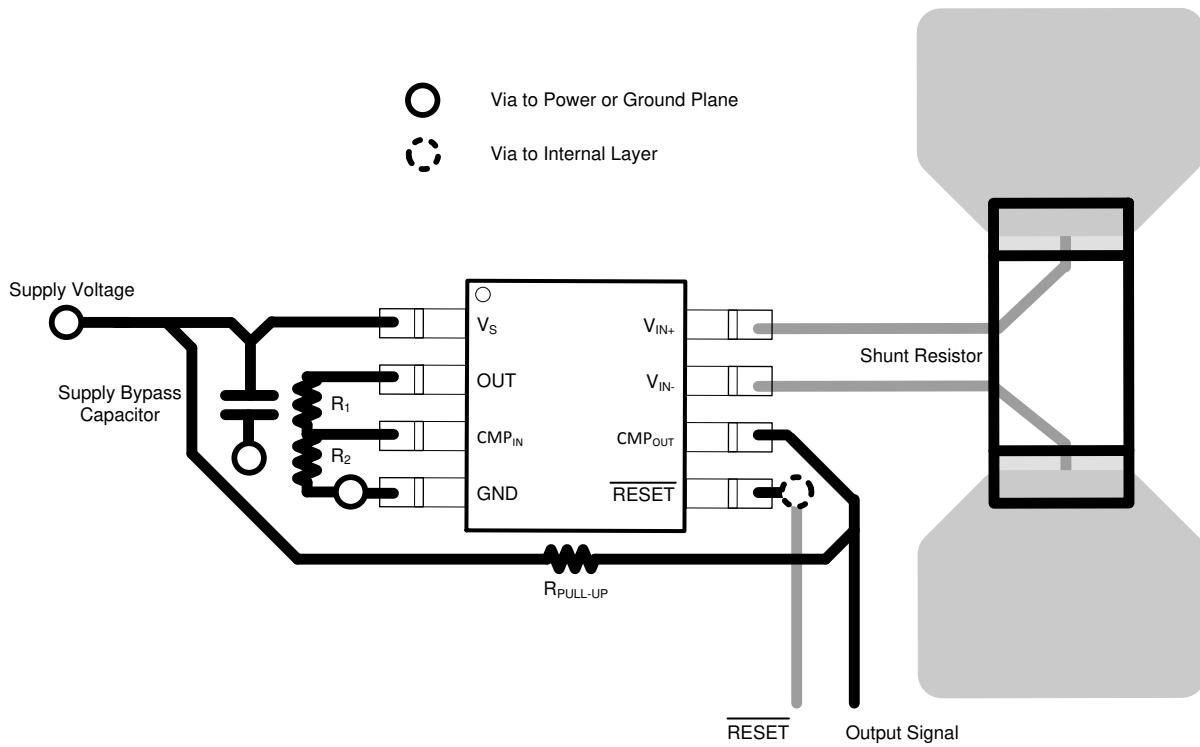 Via to Power or Ground Plane
Via to Internal Layer
Supply Voltage
Supply Bypass
Capacitor
R1
R2
VS
OUT
CMPIN
GND
VIN+
VIN-
CMPOUT
RESET
Shunt Resistor
RPULL-UP
RESET
Output Signal